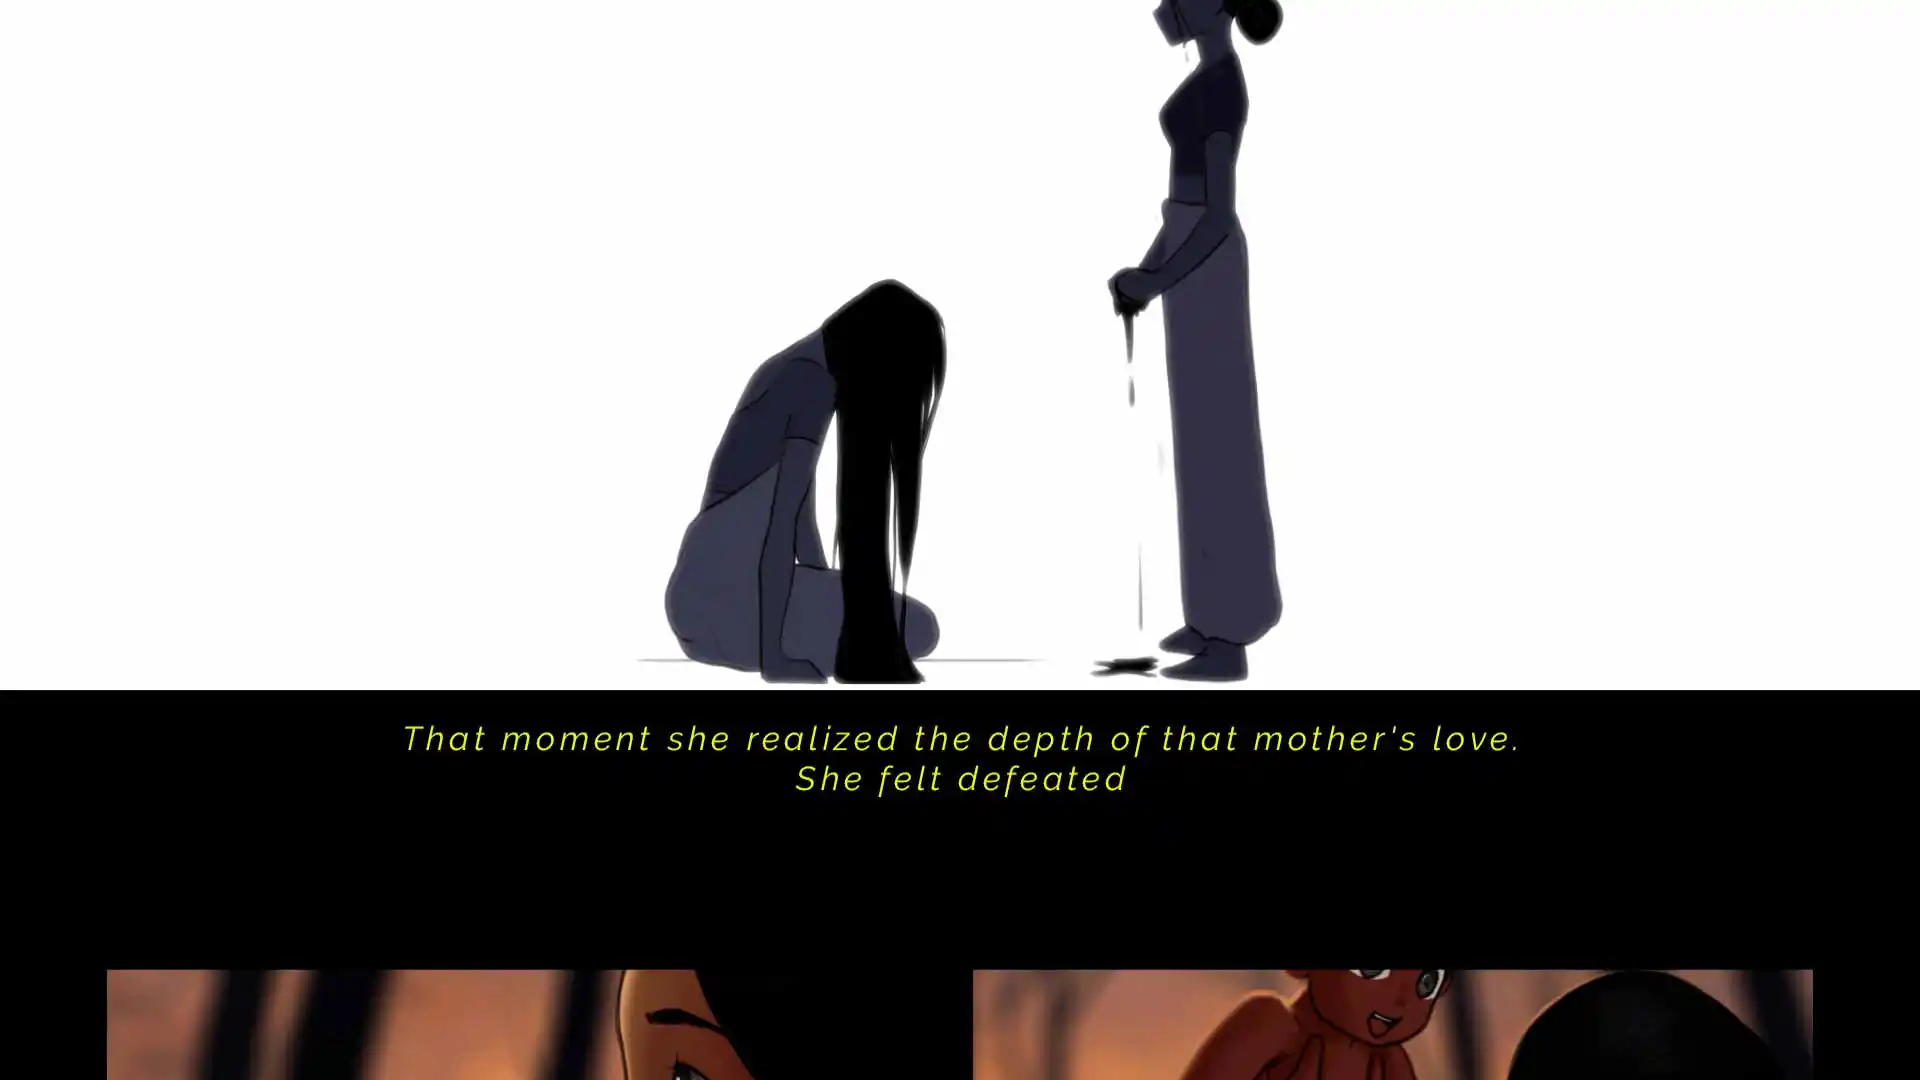 That moment she realized the depth of that mother's love.
She felt defeated